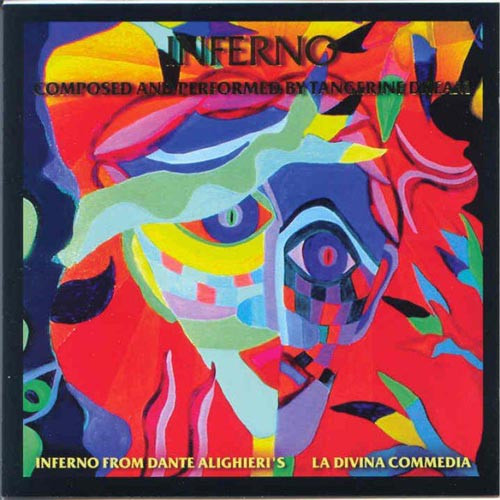 INFERNO
COMPOSED AND PERFORMED BY TANGERINE DREAM
INFERNO FROM DANTE ALIGHIERI'S LA DIVINA COMMEDIA